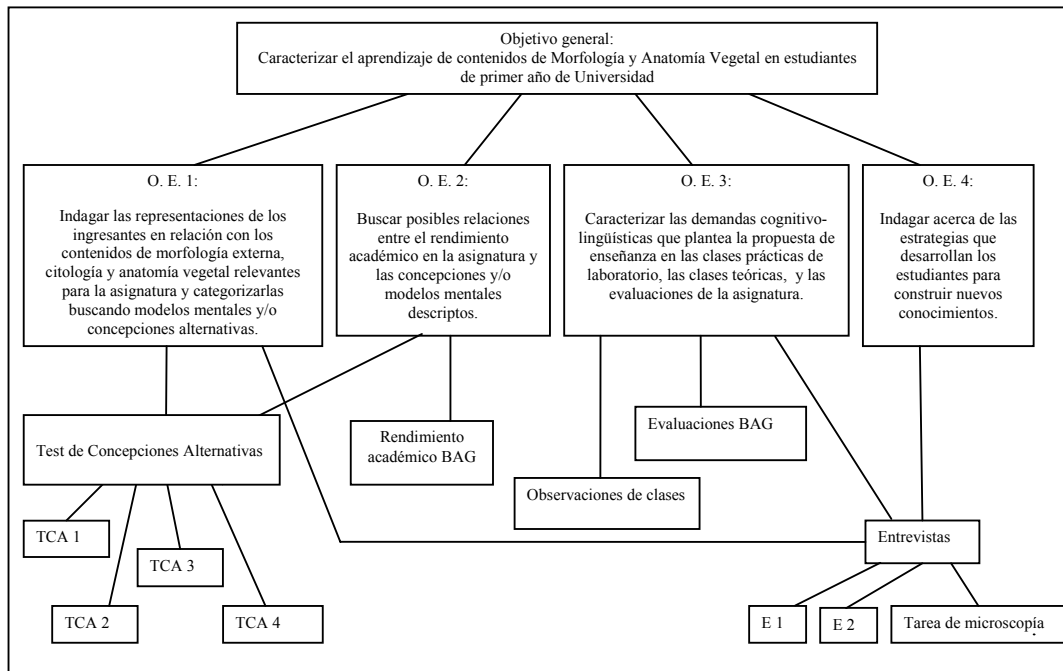 Objetivo general:
Caracterizar el aprendizaje de contenidos de Morfología y Anatomía Vegetal en estudiantes
de primer año de Universidad
O. E. 1:
Indagar las representaciones de los
ingresantes en relación con los
contenidos de morfología externa,
citología y anatomía vegetal relevantes
para la asignatura y categorizarlas
buscando modelos mentales y/o
concepciones alternativas.
O. E. 2:
Buscar posibles relaciones
entre el rendimiento
académico en la asignatura y
las concepciones y/o
modelos mentales
descriptos.
O. E. 3:
Caracterizar las demandas cognitivo-
lingüísticas que plantea la propuesta de
enseñanza en las clases prácticas de
laboratorio, las clases teóricas, y las
evaluaciones de la asignatura.
O. E. 4:
Indagar acerca de las
estrategias que
desarrollan los
estudiantes para
construir nuevos
conocimientos.
Test de Concepciones Alternativas
Rendimiento
académico BAG
Evaluaciones BAG
Observaciones de clases
Entrevistas
TCA 1
TCA 3
TCA 2
TCA 4
E 1
E 2
Tarea de microscopía
.